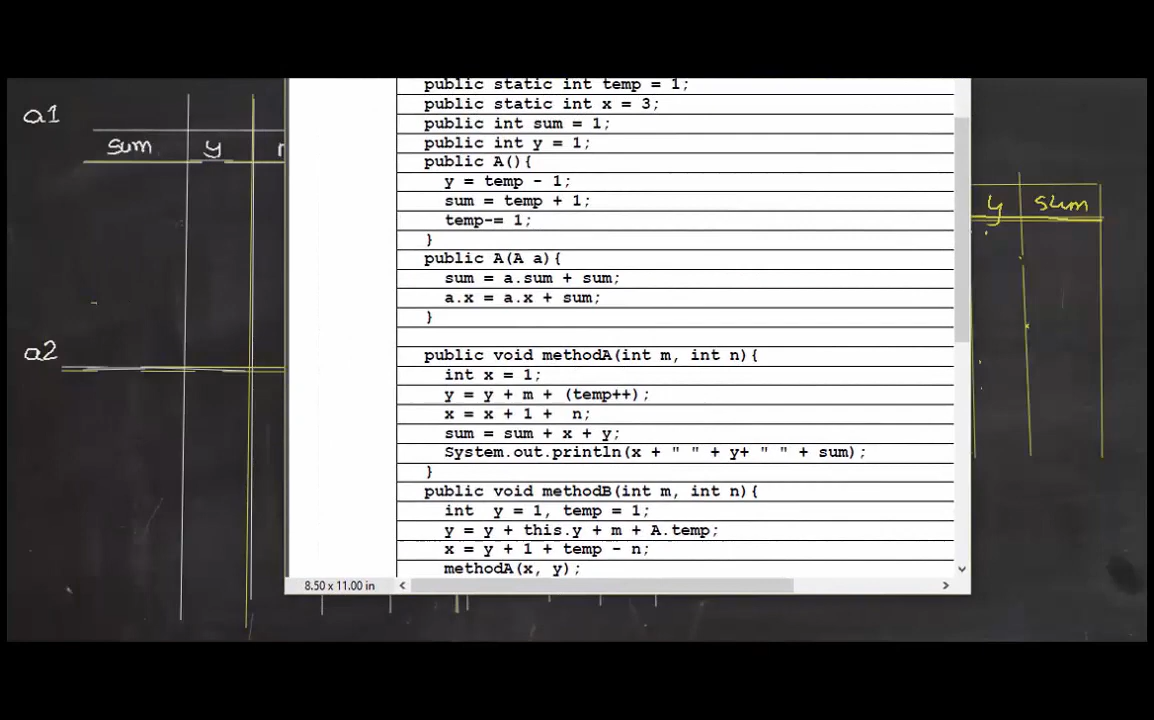 a1
sum y
a2
public static int temp = 1;
public static int x = 3;
public int sum = 1;
public int y = 1;
public A(){
y = temp - 1;
sum = temp + 1;
temp-= 1;
}
public A(A a){
sum = a.sum + sum;
a.x = a.x + sum;
}
public void methodA(int m, int n){
int x = 1;
y = y + m + (temp++);
x = x + 1 +  n;
sum = sum + x + y;
System.out.println(x + " " + y+ " " + sum);
}
public void methodB(int m, int n){
int  y = 1, temp = 1;
y = y + this.y + m + A.temp;
x = y + 1 + temp - n;
methodA(x, y);
8.50 x 11.00 in
y sum